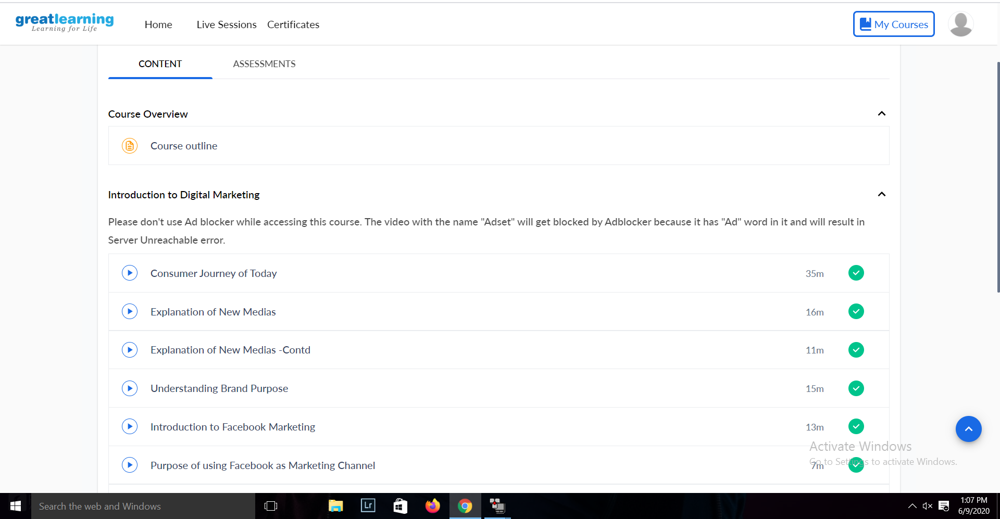 greatlearning
Learning for Life
Home Live Sessions Certificates
My Courses
CONTENT ASSESSMENTS
Course Overview
Course outline
Introduction to Digital Marketing
Please don't use Ad blocker while accessing this course. The video with the name "Adset" will get blocked by Adblocker because it has "Ad" word in it and will result in
Server Unreachable error.
Consumer Journey of Today 35m
Explanation of New Medias 16m
Explanation of New Medias -Contd 11m
Understanding Brand Purpose 15m
Introduction to Facebook Marketing 13m
Activate Windows
Go to Settings to activate Windows.
Purpose of using Facebook as Marketing Channel 7m
Search the web and Windows
Lr
1:07 PM
6/9/2020